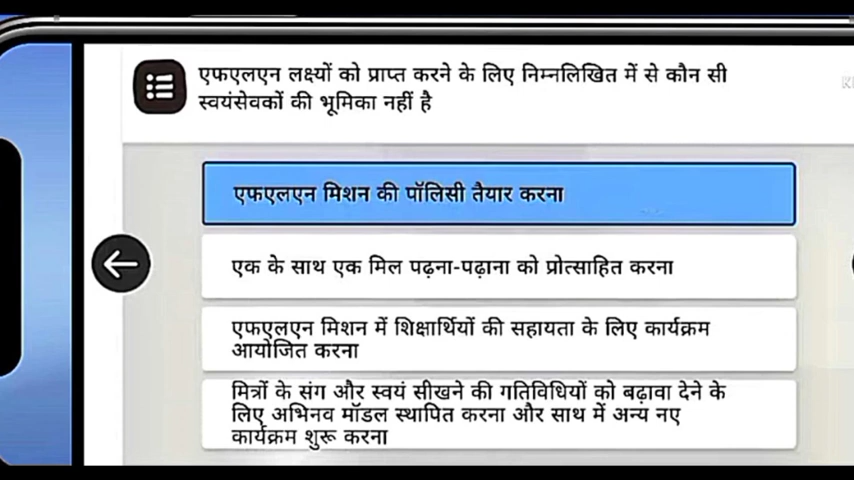 एफएलएन लक्ष्यों को प्राप्त करने के लिए निम्नलिखित में से कौन सी
स्वयंसेवकों की भूमिका नहीं है
एफएलएन मिशन की पॉलिसी तैयार करना
एक के साथ एक मिल पढ़ना-पढ़ाना को प्रोत्साहित करना
एफएलएन मिशन में शिक्षार्थियों की सहायता के लिए कार्यक्रम
आयोजित करना
मित्रों के संग और स्वयं सीखने की गतिविधियों को बढ़ावा देने के
लिए अभिनव मॉडल स्थापित करना और साथ में अन्य नए
कार्यक्रम शुरू करना